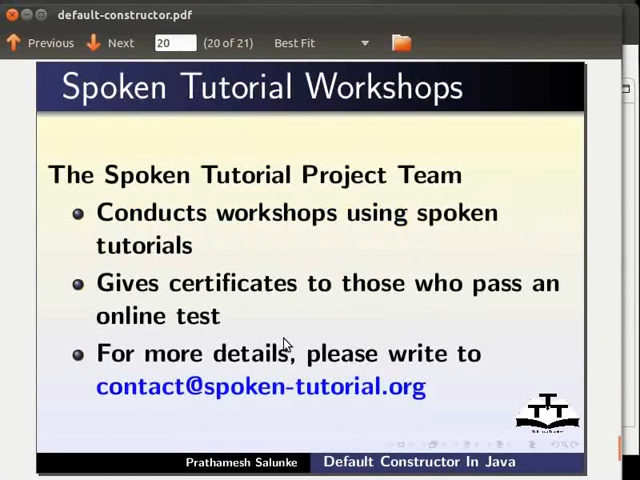 default-constructor.pdf
Previous Next 20 (20 of 21) Best Fit
Spoken Tutorial Workshops
The Spoken Tutorial Project Team
Conducts workshops using spoken
tutorials
Gives certificates to those who pass an
online test
For more details, please write to
contact@spoken-tutorial.org
Prathamesh Salunke Default Constructor In Java